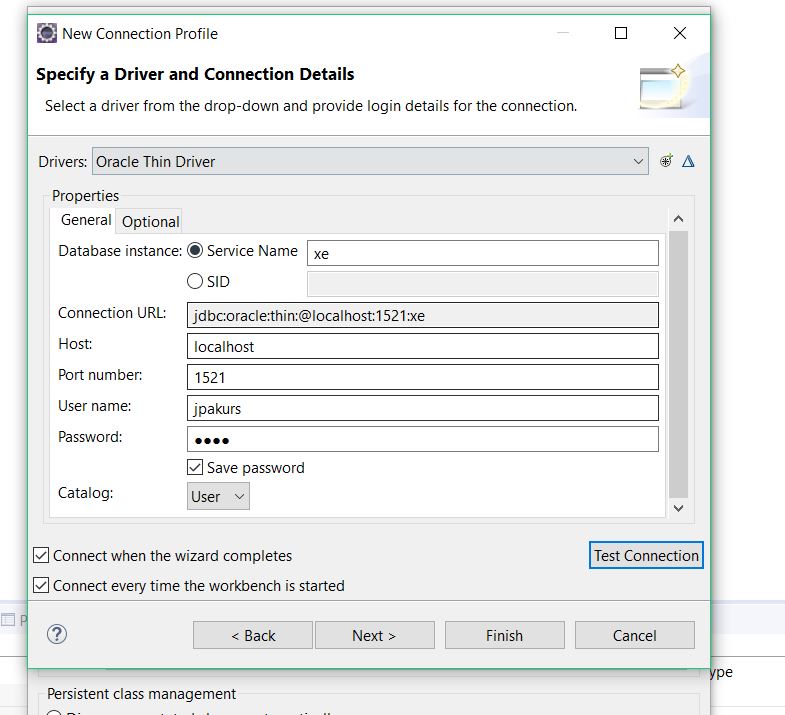 New Connection Profile
Specify a Driver and Connection Details
Select a driver from the drop-down and provide login details for the connection.
Drivers: Oracle Thin Driver
Properties
General Optional
Database instance: Service Name xe
SID
Connection URL: jdbc:oracle:thin:@localhost:1521:xe
Host: localhost
Port number: 1521
User name: jpakurs
Password: ●●●●
Save password
Catalog: User
Connect when the wizard completes Test Connection
Connect every time the workbench is started
? < Back Next > Finish Cancel
ype
Persistent class management